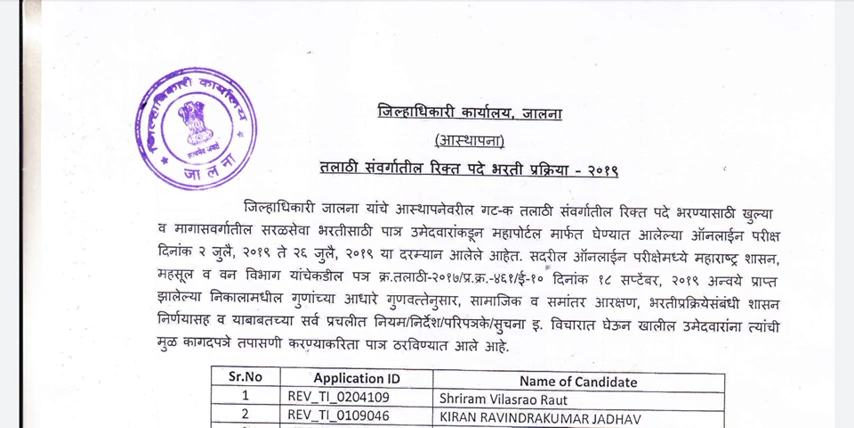 जिल्हाधिकारी कार्यालय
जालना
जिल्हाधिकारी कार्यालय, जालना
(आस्थापना)
तलाठी संवर्गातील रिक्त पदे भरती प्रक्रिया - २०१९
जिल्हाधिकारी जालना यांचे आस्थापनेवरील गट-क तलाठी संवर्गातील रिक्त पदे भरण्यासाठी खुल्या
व मागासवर्गातील सरळसेवा भरतीसाठी पात्र उमेदवारांकडून महापोर्टल मार्फत घेण्यात आलेल्या ऑनलाईन परीक्ष
दिनांक २ जुलै, २०१९ ते २६ जुलै, २०१९ या दरम्यान आलेले आहेत. सदरील ऑनलाईन परीक्षेमध्ये महाराष्ट्र शासन,
महसूल व वन विभाग यांचेकडील पत्र क्र.तलाठी-२०१७/प्र.क्र.-४६१/ई-१० दिनांक १८ सप्टेंबर, २०१९ अन्वये प्राप्त
झालेल्या निकालामधील गुणांच्या आधारे गुणवत्तेनुसार, सामाजिक व समांतर आरक्षण, भरतीप्रक्रियेसंबंधी शासन
निर्णयासह व याबाबतच्या सर्व प्रचलीत नियम/निर्देश/परिपत्रके/सुचना इ. विचारात घेऊन खालील उमेदवारांना त्यांची
मुळ कागदपत्रे तपासणी करण्याकरिता पात्र ठरविण्यात आले आहे.
Sr.No Application ID Name of Candidate
1 REV_TI_0204109 Shriram Vilasrao Raut
2 REV_TI_0109046 KIRAN RAVINDRAKUMAR JADHAV